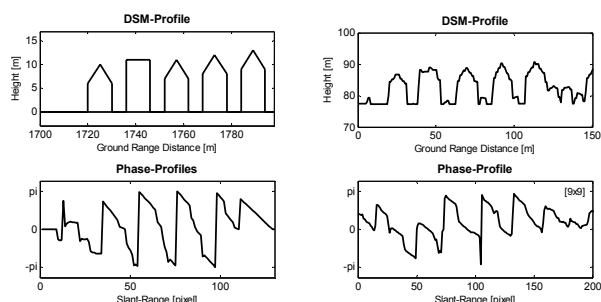 DSM-Profile
15
10
5
0
Height [m]
1700 1720 1740 1760 1780
Ground Range Distance [m]
DSM-Profile
100
90
80
70
Height [m]
0 50 100 150
Ground Range Distance [m]
Phase-Profiles
pi
0
-pi
0 50 100
Slant-Range [pixel]
Phase-Profile
[9x9]
pi
0
-pi
0 50 100 150 200
Slant-Range [pixel]